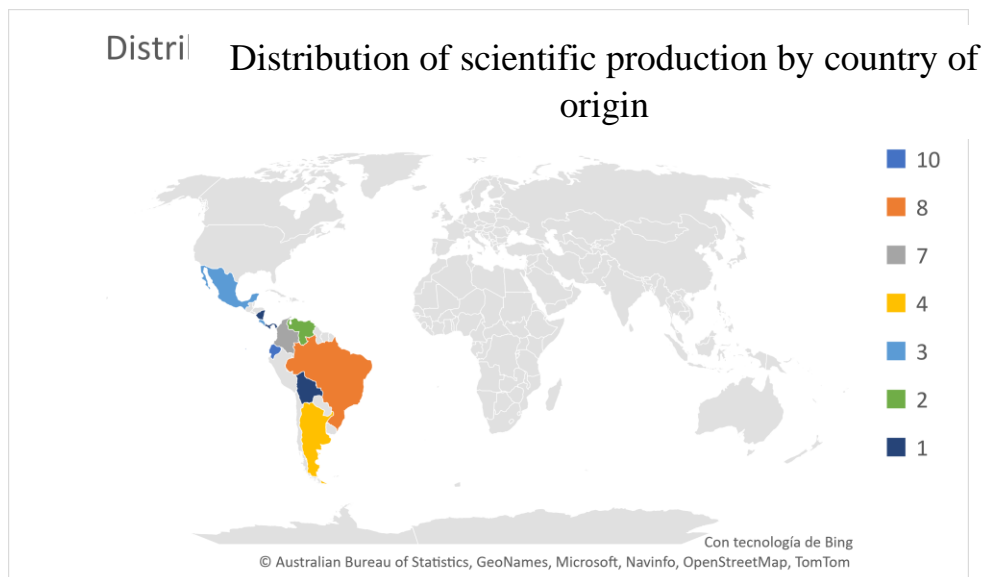 Distri
Distribution of scientific production by country of
origin
10
8
7
4
3
2
1
Con tecnología de Bing
© Australian Bureau of Statistics, GeoNames, Microsoft, Navinfo, OpenStreetMap, TomTom